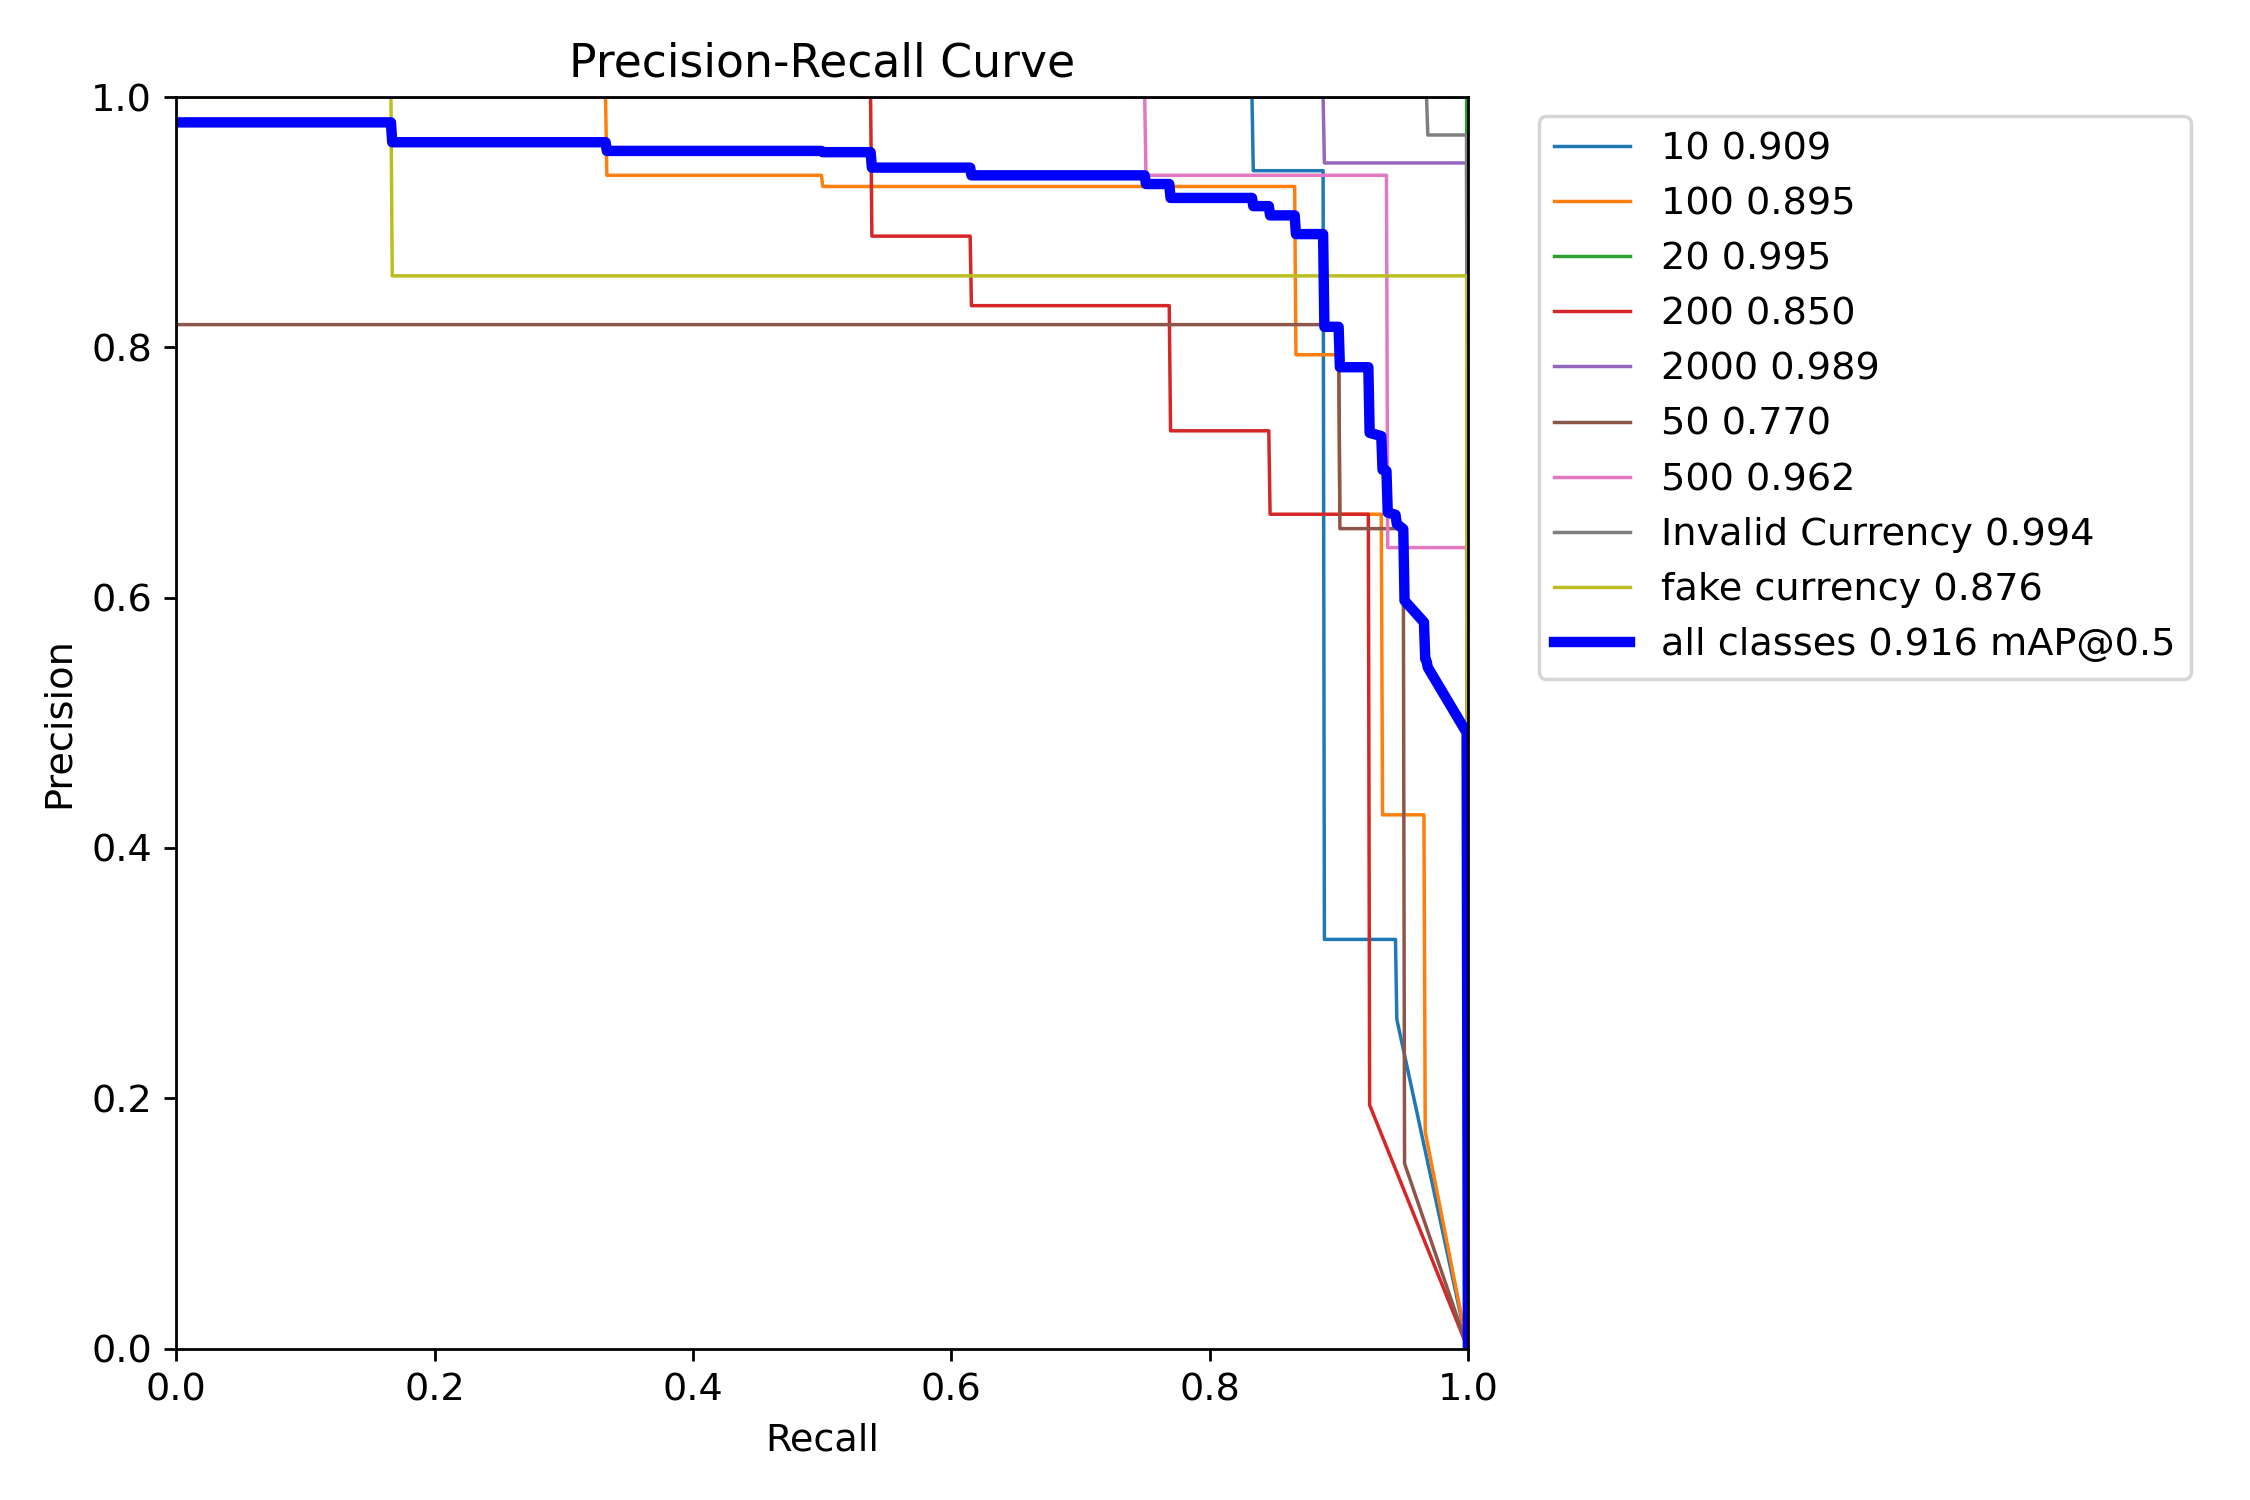 Precision-Recall Curve
1.0
0.8
0.6
0.4
0.2
0.0
Precision
0.0 0.2 0.4 0.6 0.8 1.0
Recall
10 0.909
100 0.895
20 0.995
200 0.850
2000 0.989
50 0.770
500 0.962
Invalid Currency 0.994
fake currency 0.876
all classes 0.916 mAP@0.5